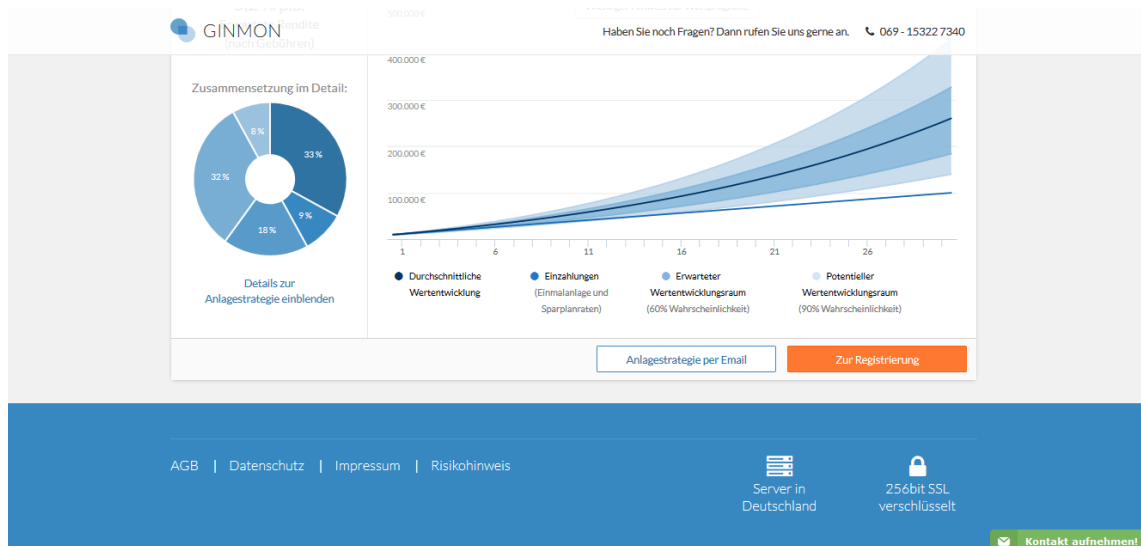 GINMON
Haben Sie noch Fragen? Dann rufen Sie uns gerne an.
069 - 15322 7340
Rendite
(nach Gebühren)
Zusammensetzung im Detail:
8 %
33 %
32 %
9 %
18 %
Details zur
Anlagestrategie einblenden
500.000 €
400.000 €
300.000 €
200.000 €
100.000 €
1 6 11 16 21 26
Durchschnittliche
Wertentwicklung
Einzahlungen
(Einmalanlage und
Sparplanraten)
Erwarteter
Wertentwicklungsraum
(60% Wahrscheinlichkeit)
Potentieller
Wertentwicklungsraum
(90% Wahrscheinlichkeit)
Anlagestrategie per Email
Zur Registrierung
AGB | Datenschutz | Impressum | Risikohinweis
Server in
Deutschland
256bit SSL
verschlüsselt
Kontakt aufnehmen!